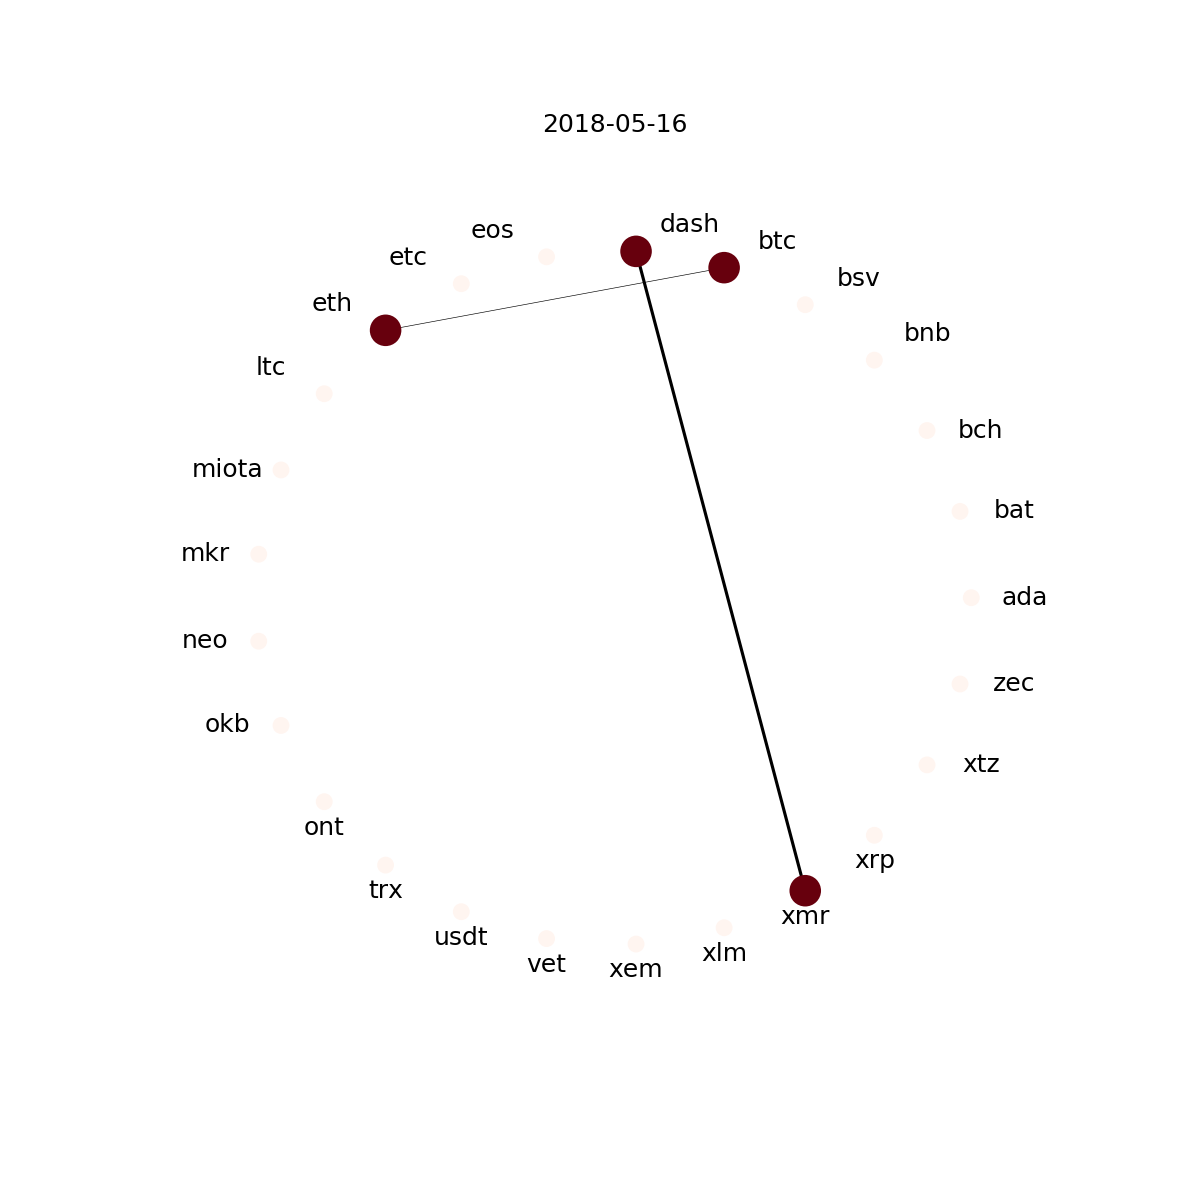 2018-05-16
dash
eos
btc
etc
bsv
eth
bnb
ltc
bch
miota
bat
mkr
ada
neo
zec
okb
xtz
ont
xrp
trx
xmr
usdt
xlm
vet
xem